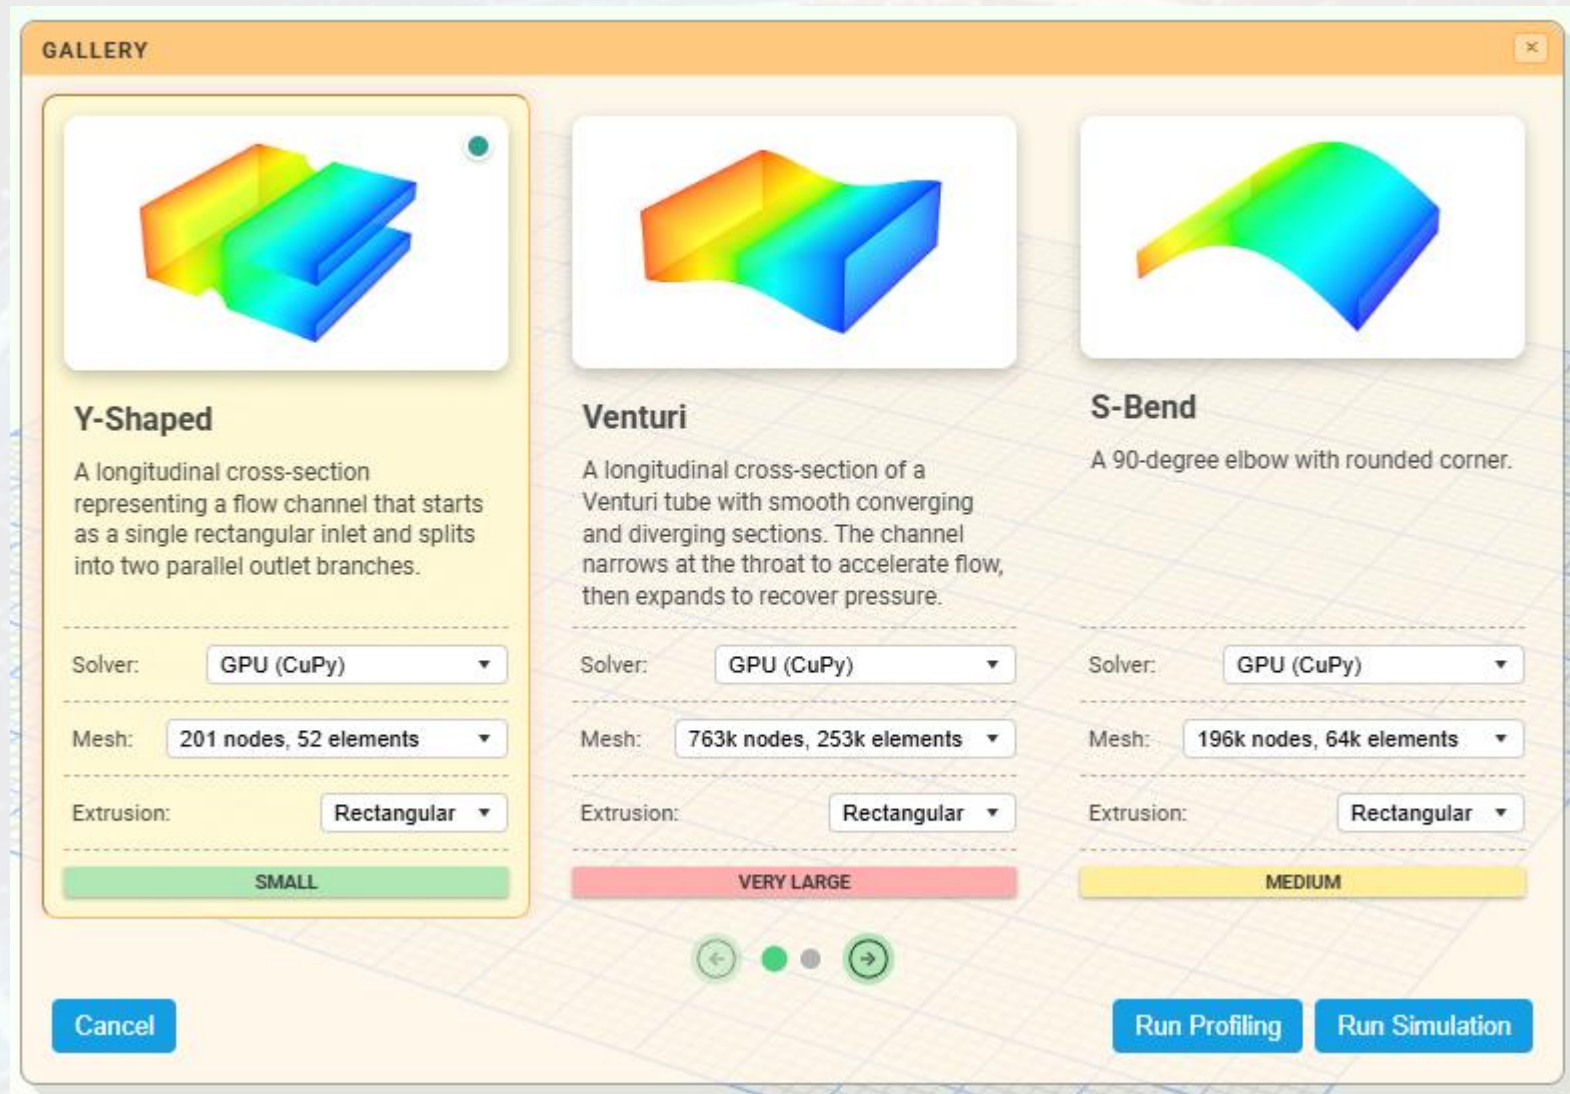 GALLERY
Y-Shaped
A longitudinal cross-section
representing a flow channel that starts
as a single rectangular inlet and splits
into two parallel outlet branches.
Solver: GPU (CuPy)
Mesh: 201 nodes, 52 elements
Extrusion: Rectangular
SMALL
Venturi
A longitudinal cross-section of a
Venturi tube with smooth converging
and diverging sections. The channel
narrows at the throat to accelerate flow,
then expands to recover pressure.
Solver: GPU (CuPy)
Mesh: 763k nodes, 253k elements
Extrusion: Rectangular
VERY LARGE
S-Bend
A 90-degree elbow with rounded corner.
Solver: GPU (CuPy)
Mesh: 196k nodes, 64k elements
Extrusion: Rectangular
MEDIUM
Cancel
Run Profiling
Run Simulation